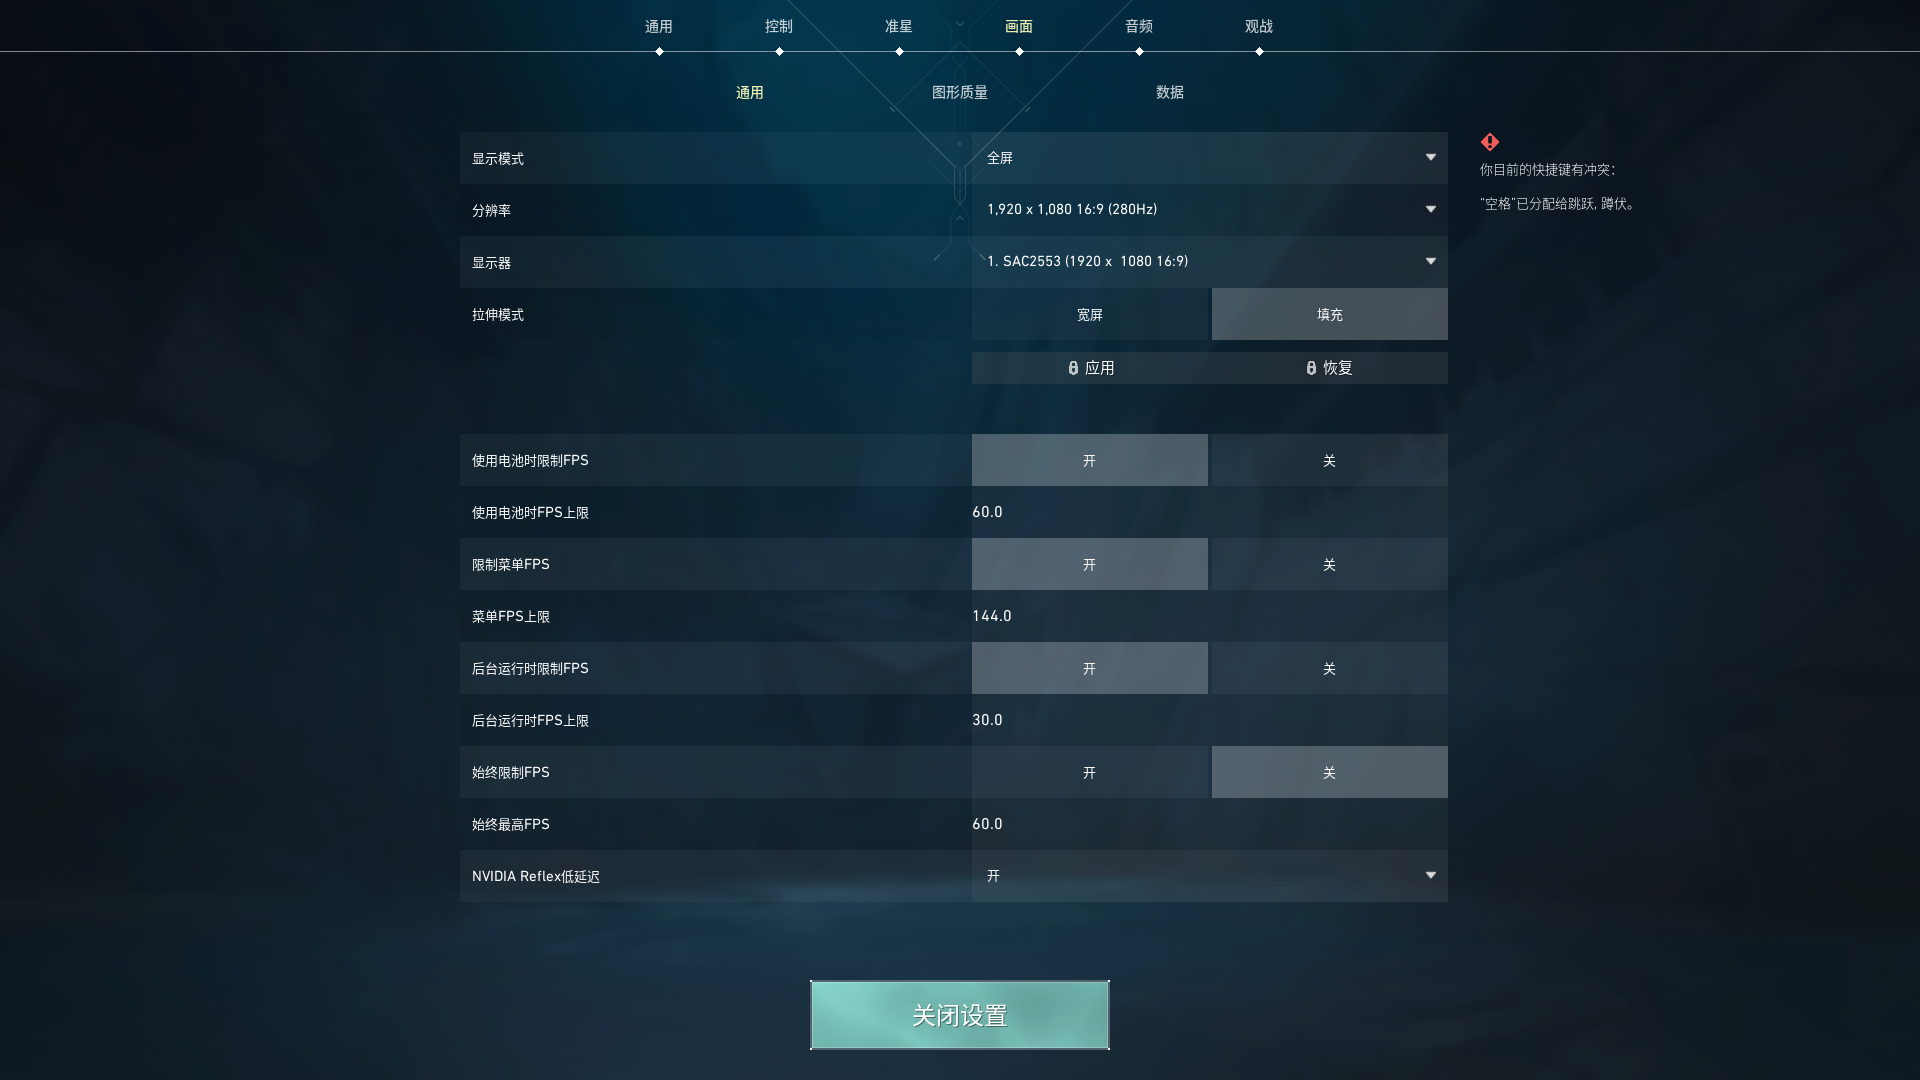 通用 控制 准星 画面 音频 观战
通用 图形质量 数据
显示模式 全屏
分辨率 1,920 x 1,080 16:9 (280Hz)
显示器 1. SAC2553 (1920 x  1080 16:9)
拉伸模式 宽屏 填充
应用 恢复
使用电池时限制FPS 开 关
使用电池时FPS上限 60.0
限制菜单FPS 开 关
菜单FPS上限 144.0
后台运行时限制FPS 开 关
后台运行时FPS上限 30.0
始终限制FPS 开 关
始终最高FPS 60.0
NVIDIA Reflex低延迟 开
你目前的快捷键有冲突：
"空格"已分配给跳跃, 蹲伏。
关闭设置